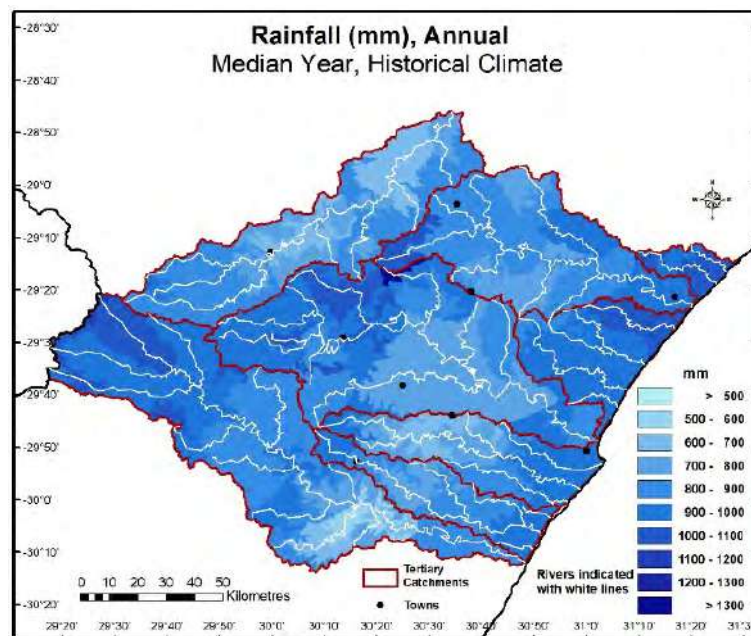 Rainfall (mm), Annual
Median Year, Historical Climate
-28°30'
-28°40'
-28°50'
-29°0'
-29°10'
-29°20'
-29°30'
-29°40'
-29°50'
-30°0'
-30°10'
-30°20'
mm
> 500
500 - 600
600 - 700
700 - 800
800 - 900
900 - 1000
1000 - 1100
1100 - 1200
1200 - 1300
> 1300
0 10 20 30 40 50
Kilometres
Tertiary
Catchments
Towns
Rivers indicated
with white lines
29°20' 29°30' 29°40' 29°50' 30°0' 30°10' 30°20' 30°30' 30°40' 30°50' 31°0' 31°10' 31°20' 31°3